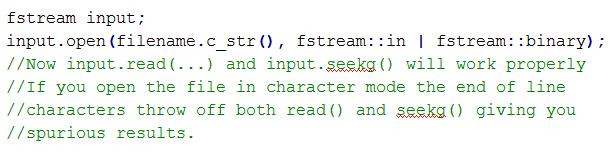 fstream input;
input.open(filename.c_str(), fstream::in | fstream::binary);
//Now input.read(...) and input.seekg() will work properly
//If you open the file in character mode the end of line
//characters throw off both read() and seekg() giving you
//spurious results.